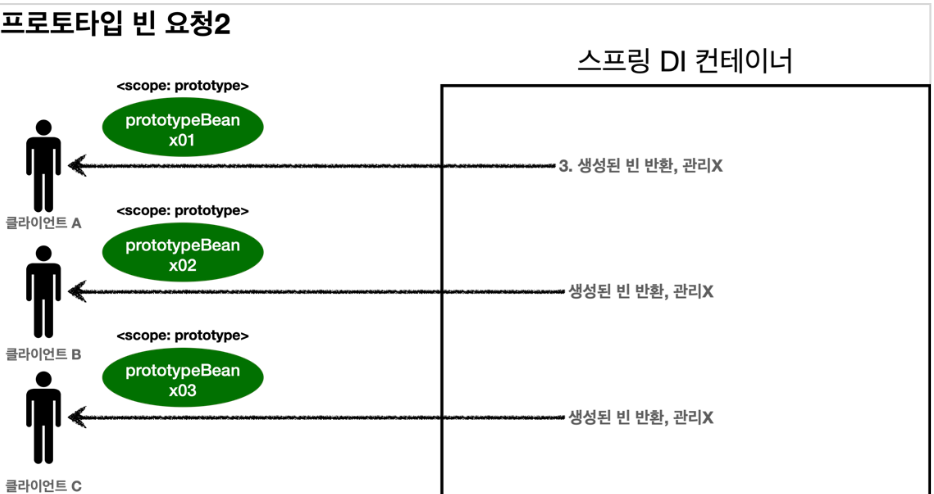 프로토타입 빈 요청2
스프링 DI 컨테이너
<scope: prototype>
prototypeBean
x01
3. 생성된 빈 반환, 관리X
클라이언트 A
<scope: prototype>
prototypeBean
x02
생성된 빈 반환, 관리X
클라이언트 B
<scope: prototype>
prototypeBean
x03
생성된 빈 반환, 관리X
클라이언트 C